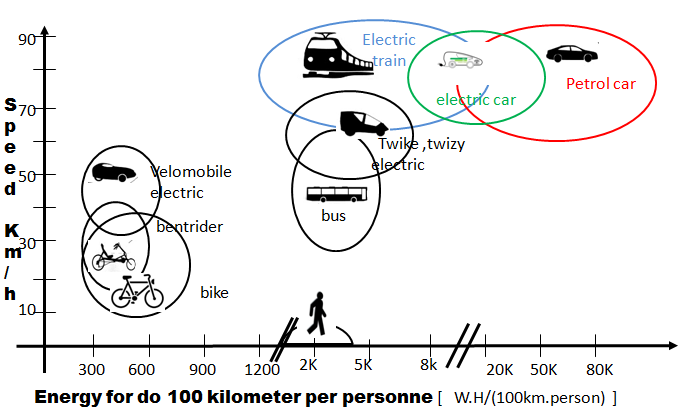 90
70
50
30
10
Speed Km/h
Electric
train
electric car
Petrol car
Twike ,twizy
electric
Velomobile
electric
bus
bentrider
bike
300 600 900 1200 2K 5K 8k 20K 50K 80K
Energy for do 100 kilometer per personne [ W.H/(100km.person) ]